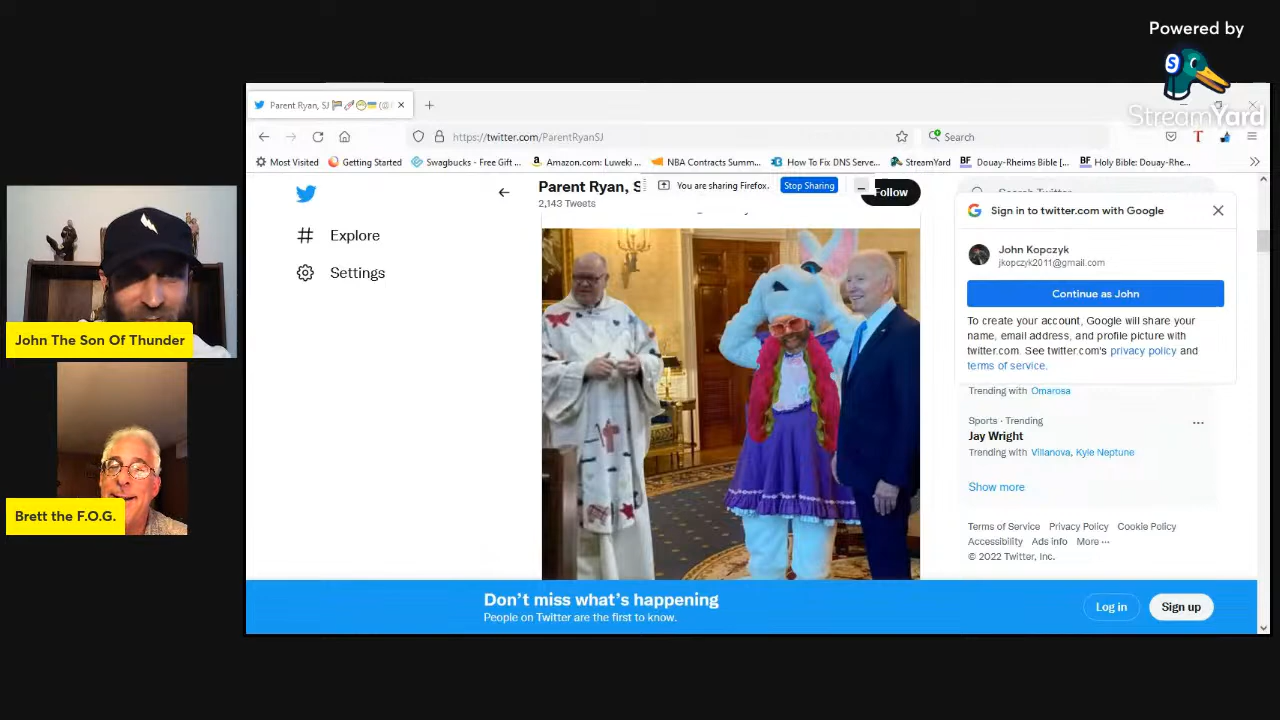 Powered by
StreamYard
Parent Ryan, SJ
https://twitter.com/ParentRyanSJ
Search
Most Visited
Getting Started
Swagbucks - Free Gift ...
Amazon.com: Luweki ...
NBA Contracts Summ...
How To Fix DNS Serve...
StreamYard
Douay-Rheims Bible [...
Holy Bible: Douay-Rhe...
Explore
Settings
Parent Ryan, S
2,143 Tweets
You are sharing Firefox.
Stop Sharing
Follow
Search Twitter
Sign in to twitter.com with Google
John Kopczyk
jkopczyk2011@gmail.com
Continue as John
To create your account, Google will share your
name, email address, and profile picture with
twitter.com. See twitter.com's privacy policy and
terms of service.
Trending with Omarosa
Sports · Trending
Jay Wright
Trending with Villanova, Kyle Neptune
Show more
Terms of Service Privacy Policy Cookie Policy
Accessibility Ads info More ···
© 2022 Twitter, Inc.
Don't miss what's happening
People on Twitter are the first to know.
Log in
Sign up
John The Son Of Thunder
Brett the F.O.G.